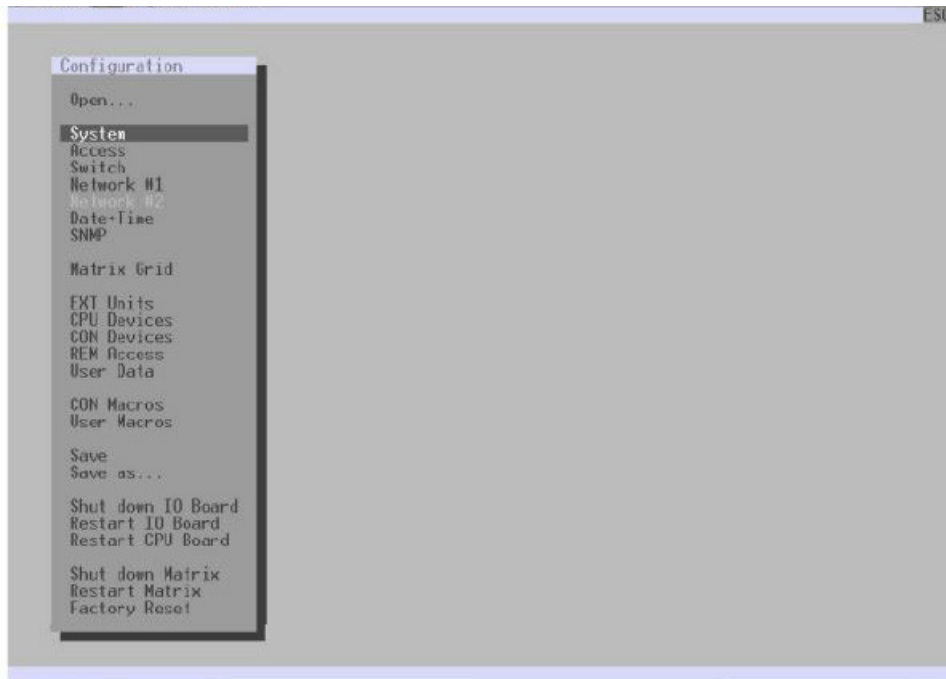 Configuration
Open...
System
Access
Switch
Network #1
Network #2
Date+Time
SNMP
Matrix Grid
EXT Units
CPU Devices
CON Devices
REM Access
User Data
CON Macros
User Macros
Save
Save as...
Shut down IO Board
Restart IO Board
Restart CPU Board
Shut down Matrix
Restart Matrix
Factory Reset